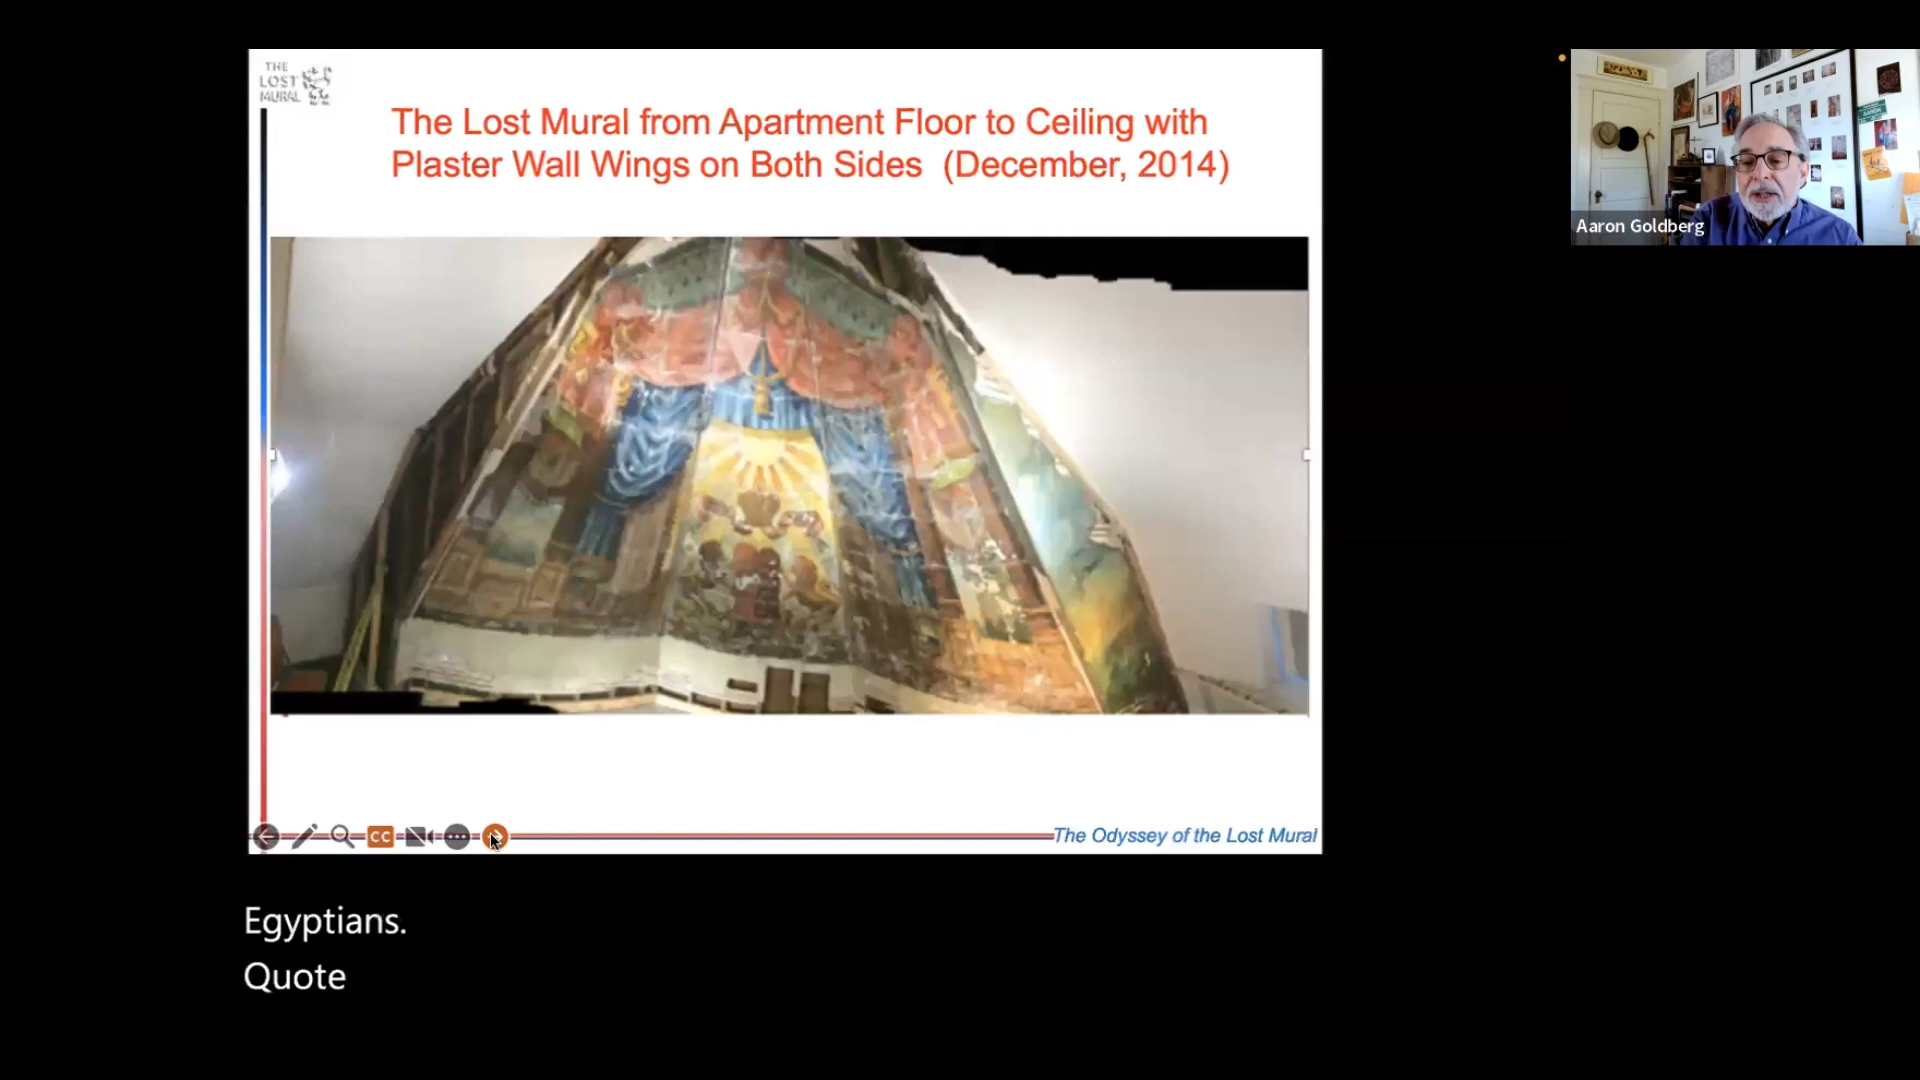 THE
LOST
MURAL
The Lost Mural from Apartment Floor to Ceiling with
Plaster Wall Wings on Both Sides (December, 2014)
Aaron Goldberg
CC
The Odyssey of the Lost Mural
Egyptians.
Quote